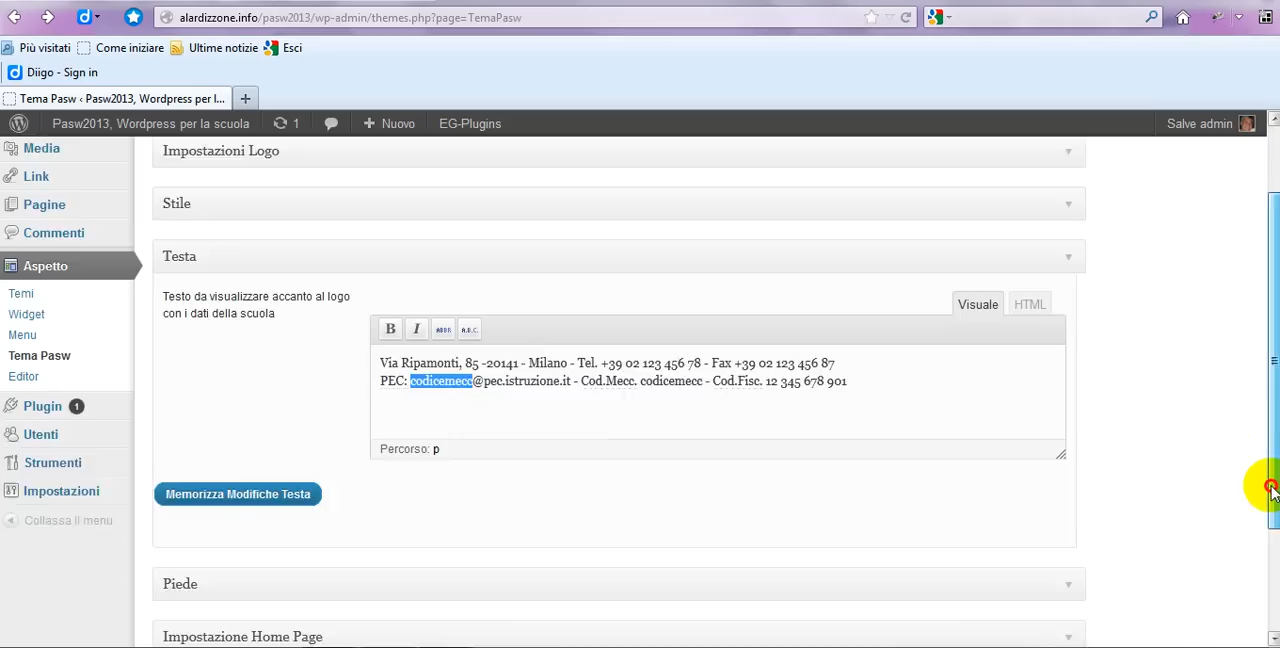 alardizzone.info/pasw2013/wp-admin/themes.php?page=TemaPasw
Più visitati Come iniziare Ultime notizie Esci
Diigo - Sign in
Tema Pasw ‹ Pasw2013, Wordpress per l...
Pasw2013, Wordpress per la scuola 1 Nuovo EG-Plugins Salve admin
Media
Link
Pagine
Commenti
Aspetto
Temi
Widget
Menu
Tema Pasw
Editor
Plugin 1
Utenti
Strumenti
Impostazioni
Collassa il menu
Impostazioni Logo
Stile
Testa
Testo da visualizzare accanto al logo
con i dati della scuola
Visuale HTML
B I ABBR A.B.C.
Via Ripamonti, 85 -20141 - Milano - Tel. +39 02 123 456 78 - Fax +39 02 123 456 87
PEC: codicemecc@pec.istruzione.it - Cod.Mecc. codicemecc - Cod.Fisc. 12 345 678 901
Percorso: p
Memorizza Modifiche Testa
Piede
Impostazione Home Page